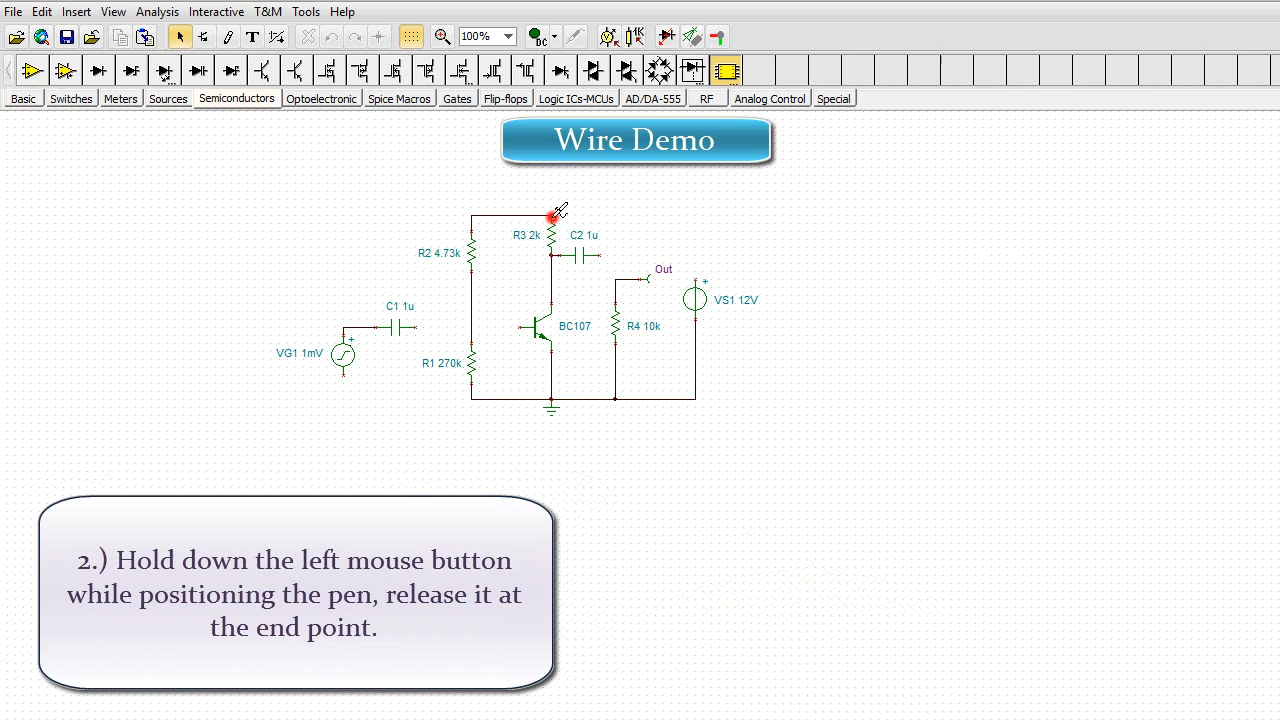 File Edit Insert View Analysis Interactive T&M Tools Help
100% DC 1K
Basic Switches Meters Sources Semiconductors Optoelectronic Spice Macros Gates Flip-flops Logic ICs-MCUs AD/DA-555 RF Analog Control Special
Wire Demo
R3 2k C2 1u
R2 4.73k
Out
+
VS1 12V
C1 1u
BC107
R4 10k
+
VG1 1mV
R1 270k
2.) Hold down the left mouse button
while positioning the pen, release it at
the end point.